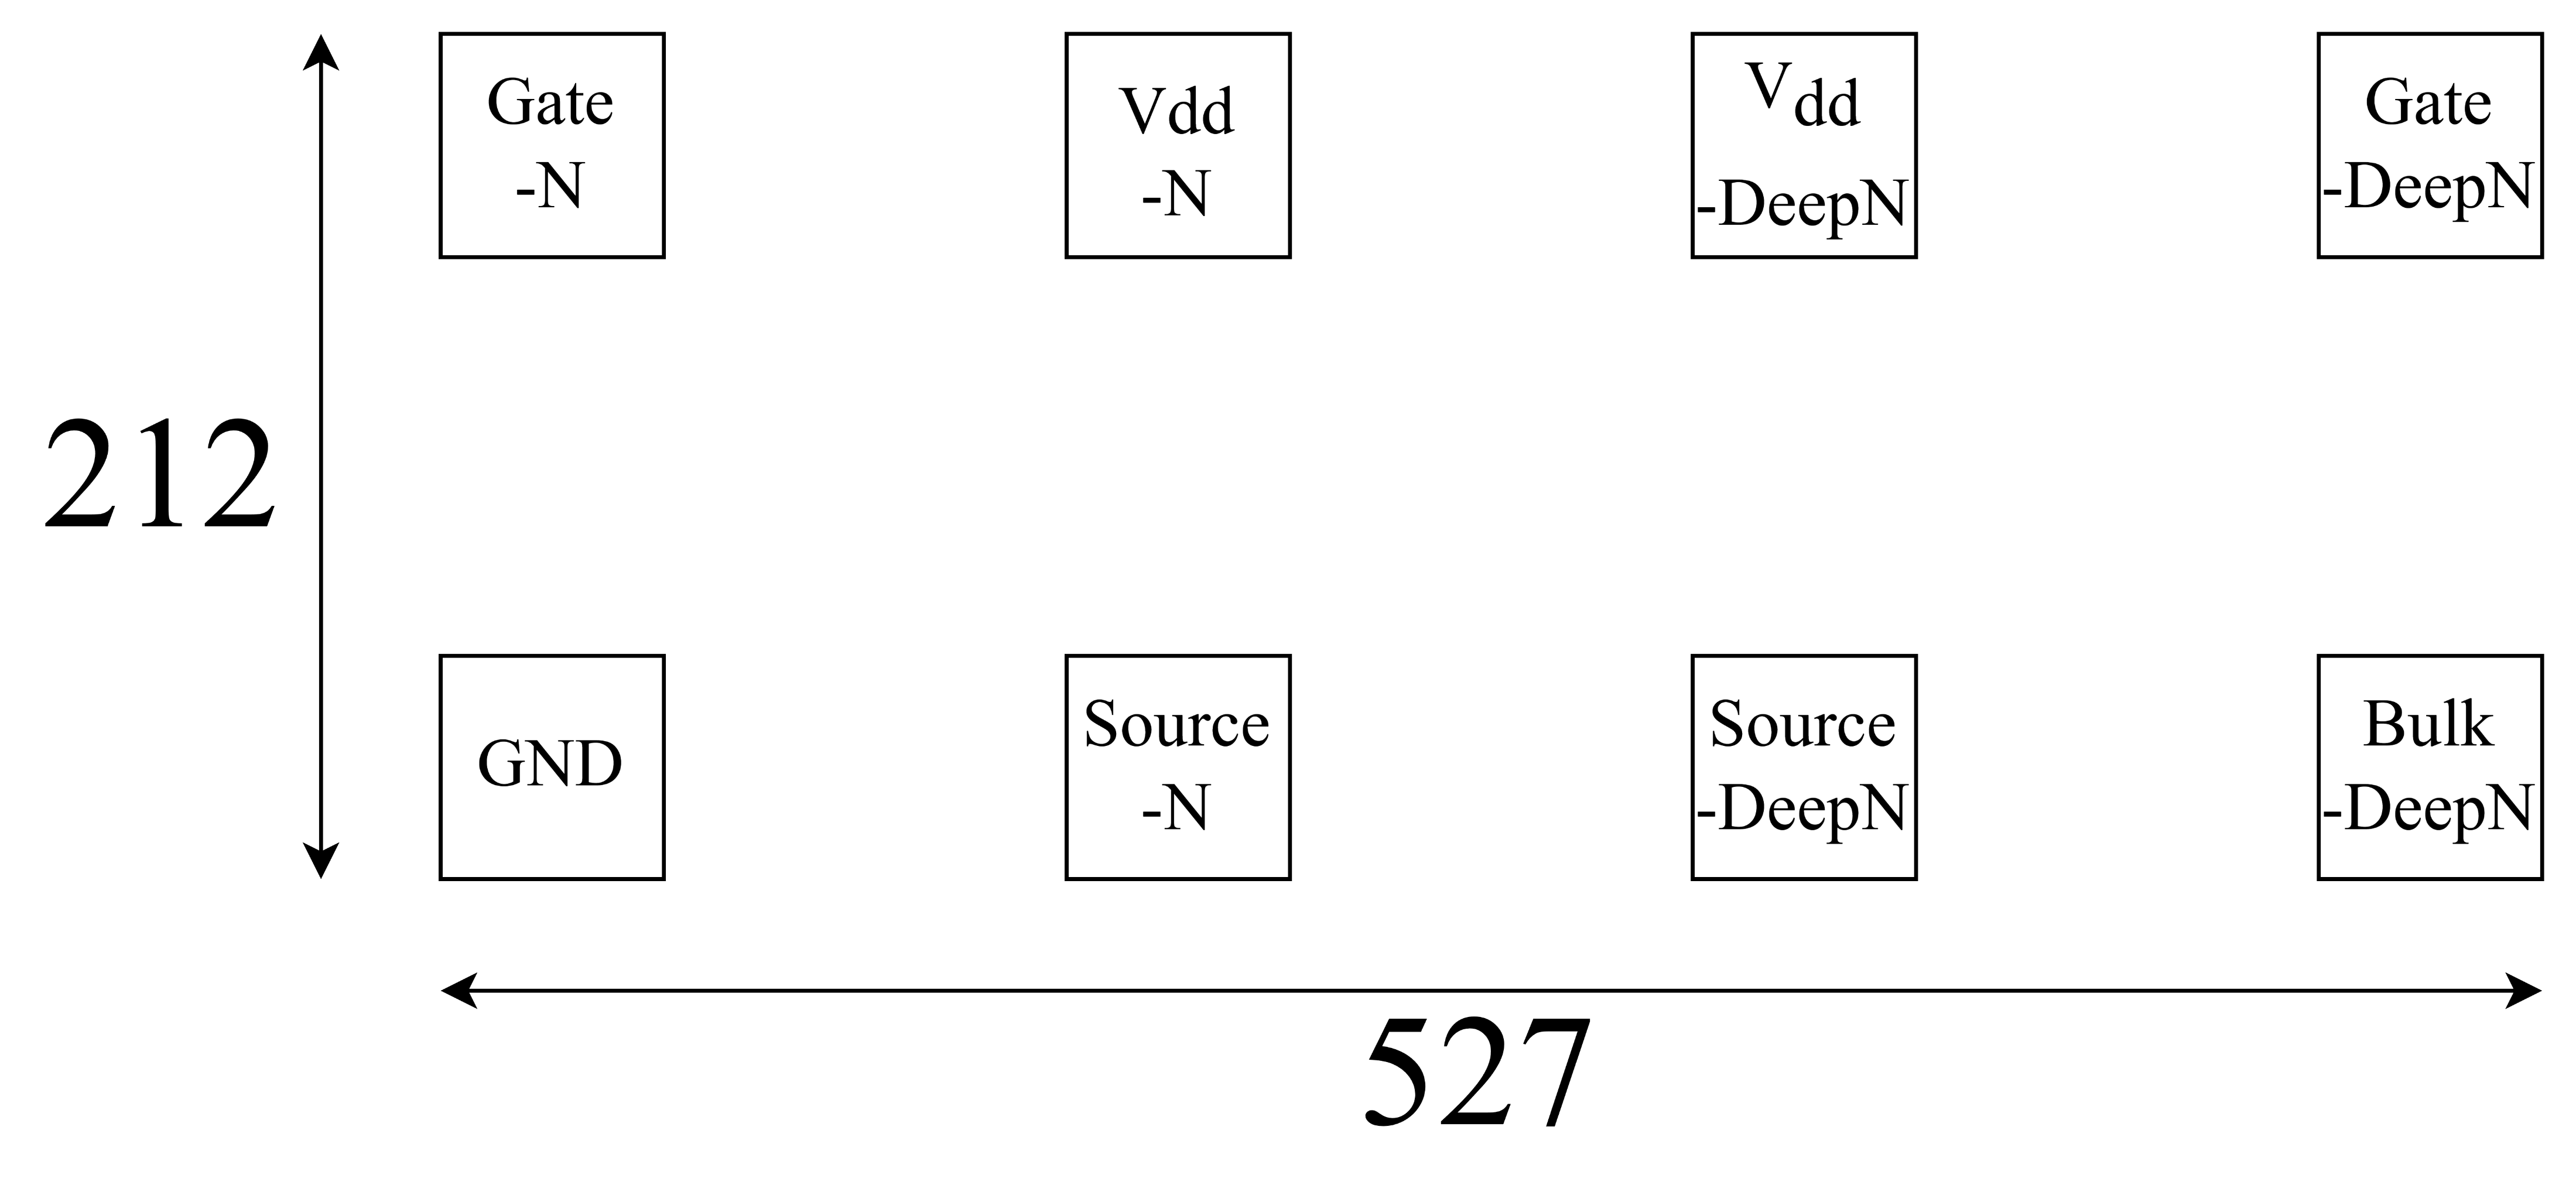 Gate
-N
Vdd
-N
Vdd
-DeepN
Gate
-DeepN
212
GND
Source
-N
Source
-DeepN
Bulk
-DeepN
527